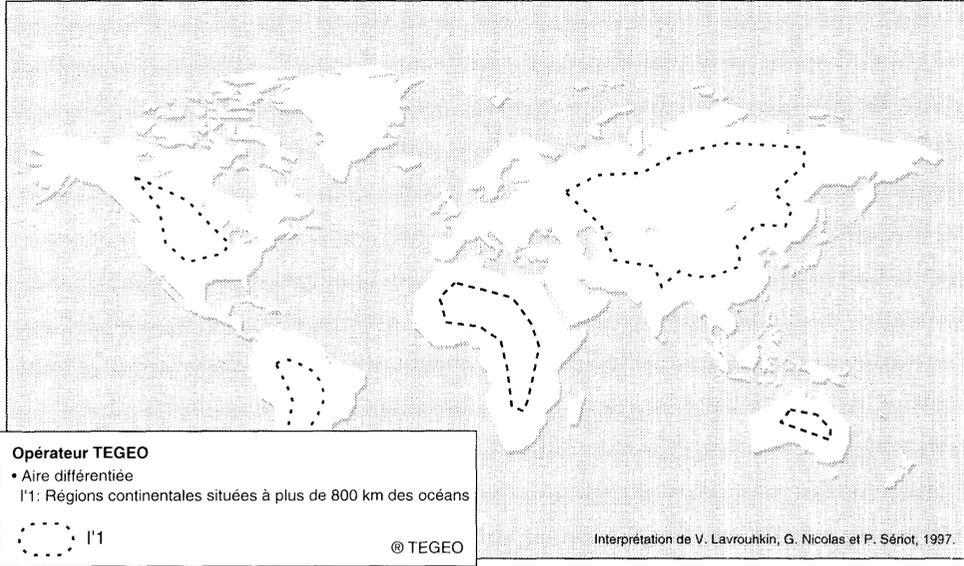 Opérateur TEGEO
• Aire différentiée
l'1: Régions continentales situées à plus de 800 km des océans
l'1
® TEGEO
Interprétation de V. Lavrouhkin, G. Nicolas et P. Sériot, 1997.